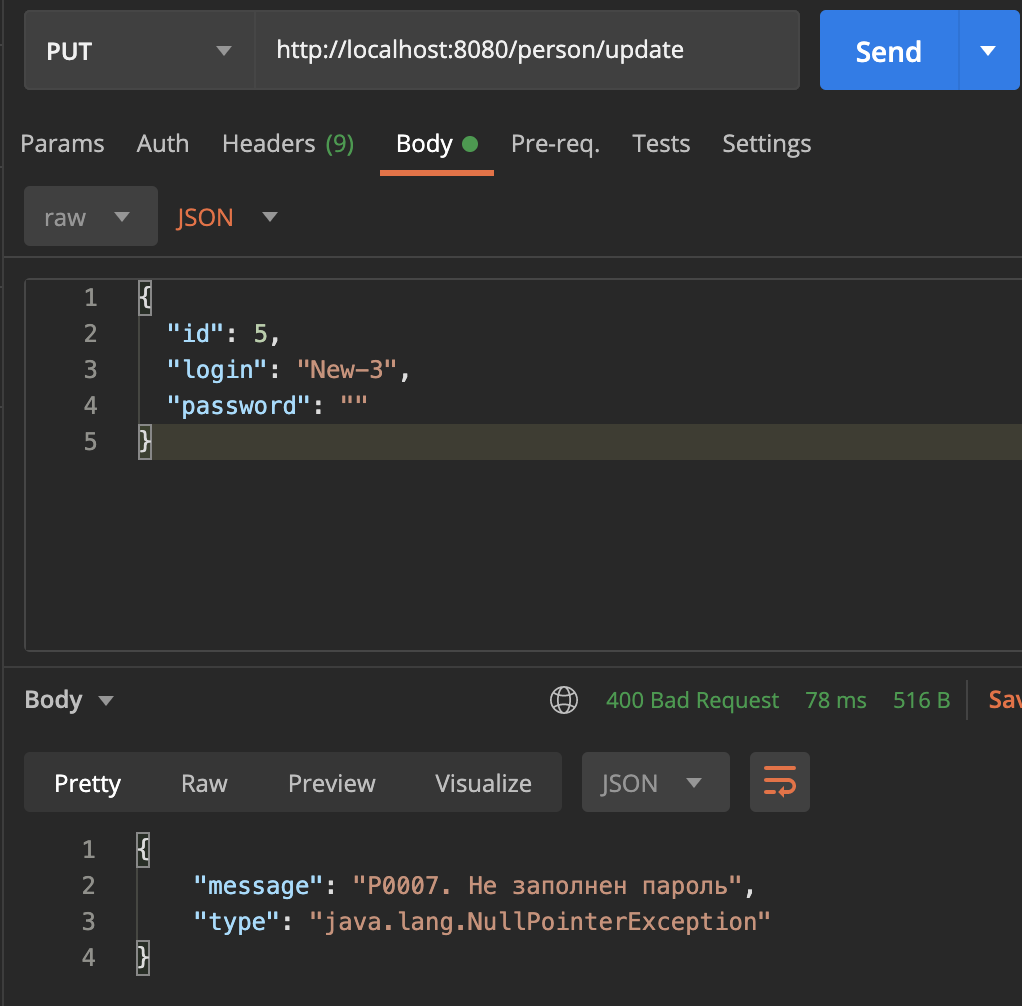 PUT http://localhost:8080/person/update Send
Params Auth Headers (9) Body Pre-req. Tests Settings
raw JSON
1 {
2 "id": 5,
3 "login": "New-3",
4 "password": ""
5 }
Body 400 Bad Request 78 ms 516 B Sav
Pretty Raw Preview Visualize JSON
1 {
2 "message": "P0007. Не заполнен пароль",
3 "type": "java.lang.NullPointerException"
4 }